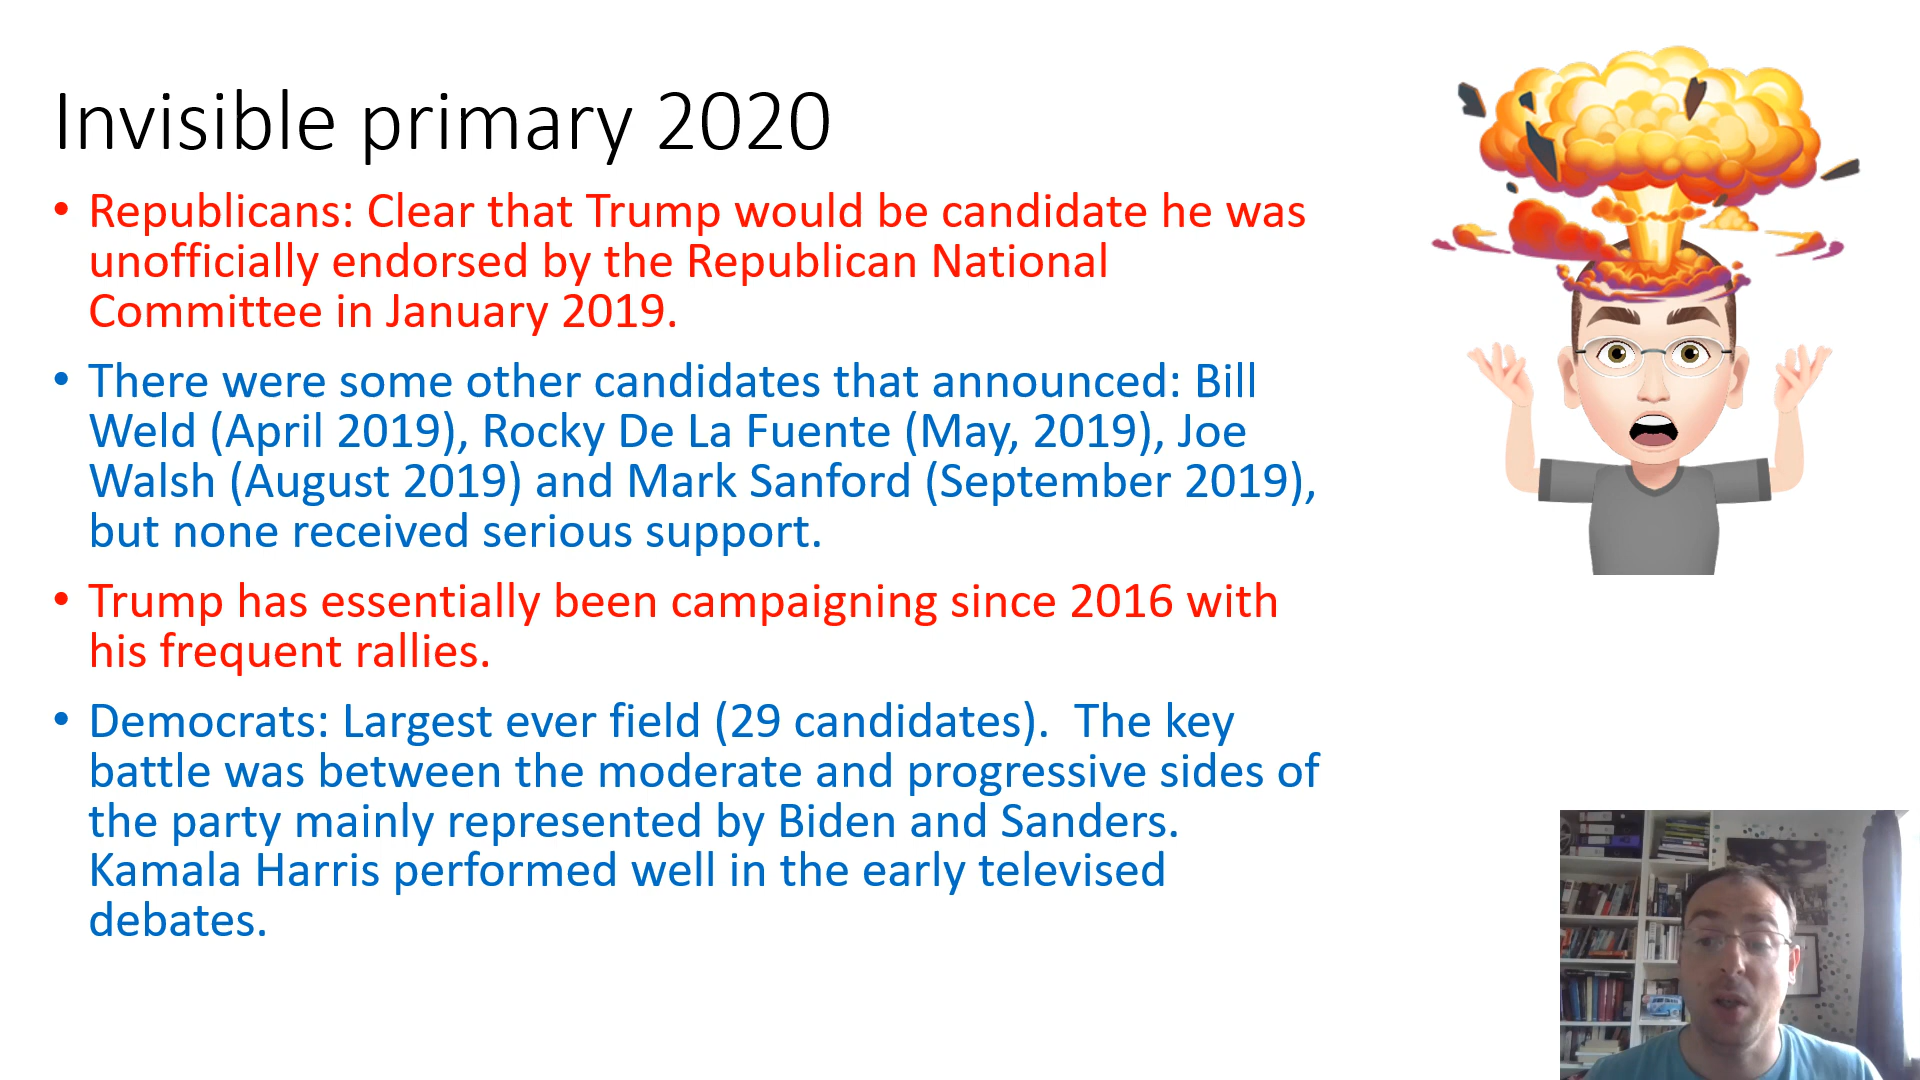 Invisible primary 2020
• Republicans: Clear that Trump would be candidate he was
unofficially endorsed by the Republican National
Committee in January 2019.
• There were some other candidates that announced: Bill
Weld (April 2019), Rocky De La Fuente (May, 2019), Joe
Walsh (August 2019) and Mark Sanford (September 2019),
but none received serious support.
• Trump has essentially been campaigning since 2016 with
his frequent rallies.
• Democrats: Largest ever field (29 candidates).  The key
battle was between the moderate and progressive sides of
the party mainly represented by Biden and Sanders.
Kamala Harris performed well in the early televised
debates.